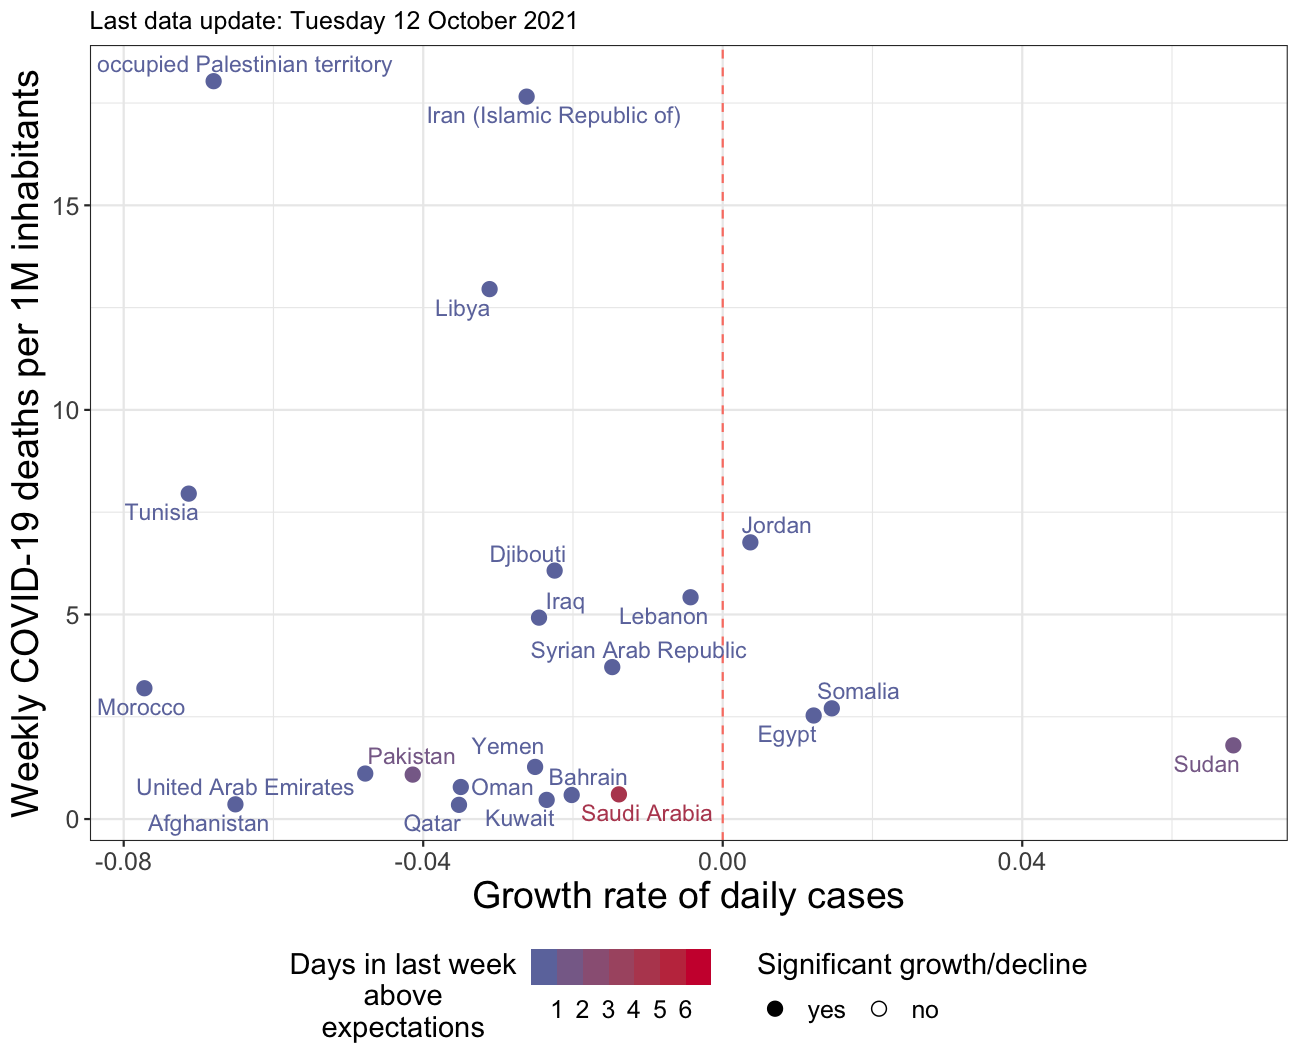 Last data update: Tuesday 12 October 2021
occupied Palestinian territory
Iran (Islamic Republic of)
Libya
Tunisia
Jordan
Djibouti
Iraq
Lebanon
Syrian Arab Republic
Morocco
Somalia
Egypt
Sudan
Yemen
Pakistan
United Arab Emirates
Oman
Bahrain
Afghanistan
Qatar
Kuwait
Saudi Arabia
Weekly COVID-19 deaths per 1M inhabitants
15
10
5
0
-0.08
-0.04
0.00
0.04
Growth rate of daily cases
Days in last week
above
expectations
1 2 3 4 5 6
Significant growth/decline
yes
no